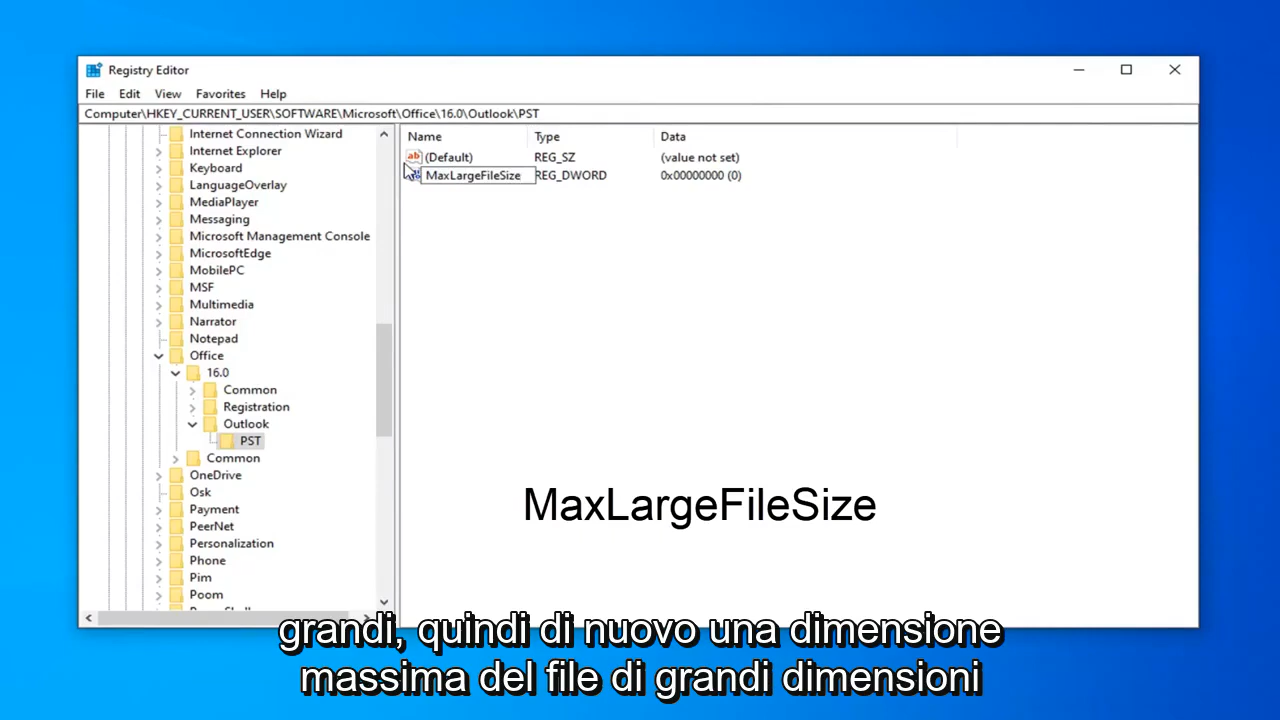 Registry Editor
File Edit View Favorites Help
Computer\HKEY_CURRENT_USER\SOFTWARE\Microsoft\Office\16.0\Outlook\PST
Internet Connection Wizard
Internet Explorer
Keyboard
LanguageOverlay
MediaPlayer
Messaging
Microsoft Management Console
MicrosoftEdge
MobilePC
MSF
Multimedia
Narrator
Notepad
Office
16.0
Common
Registration
Outlook
PST
Common
OneDrive
Osk
Payment
PeerNet
Personalization
Phone
Pim
Poom
Name Type Data
ab (Default) REG_SZ (value not set)
MaxLargeFileSize REG_DWORD 0x00000000 (0)
MaxLargeFileSize
grandi, quindi di nuovo una dimensione
massima del file di grandi dimensioni